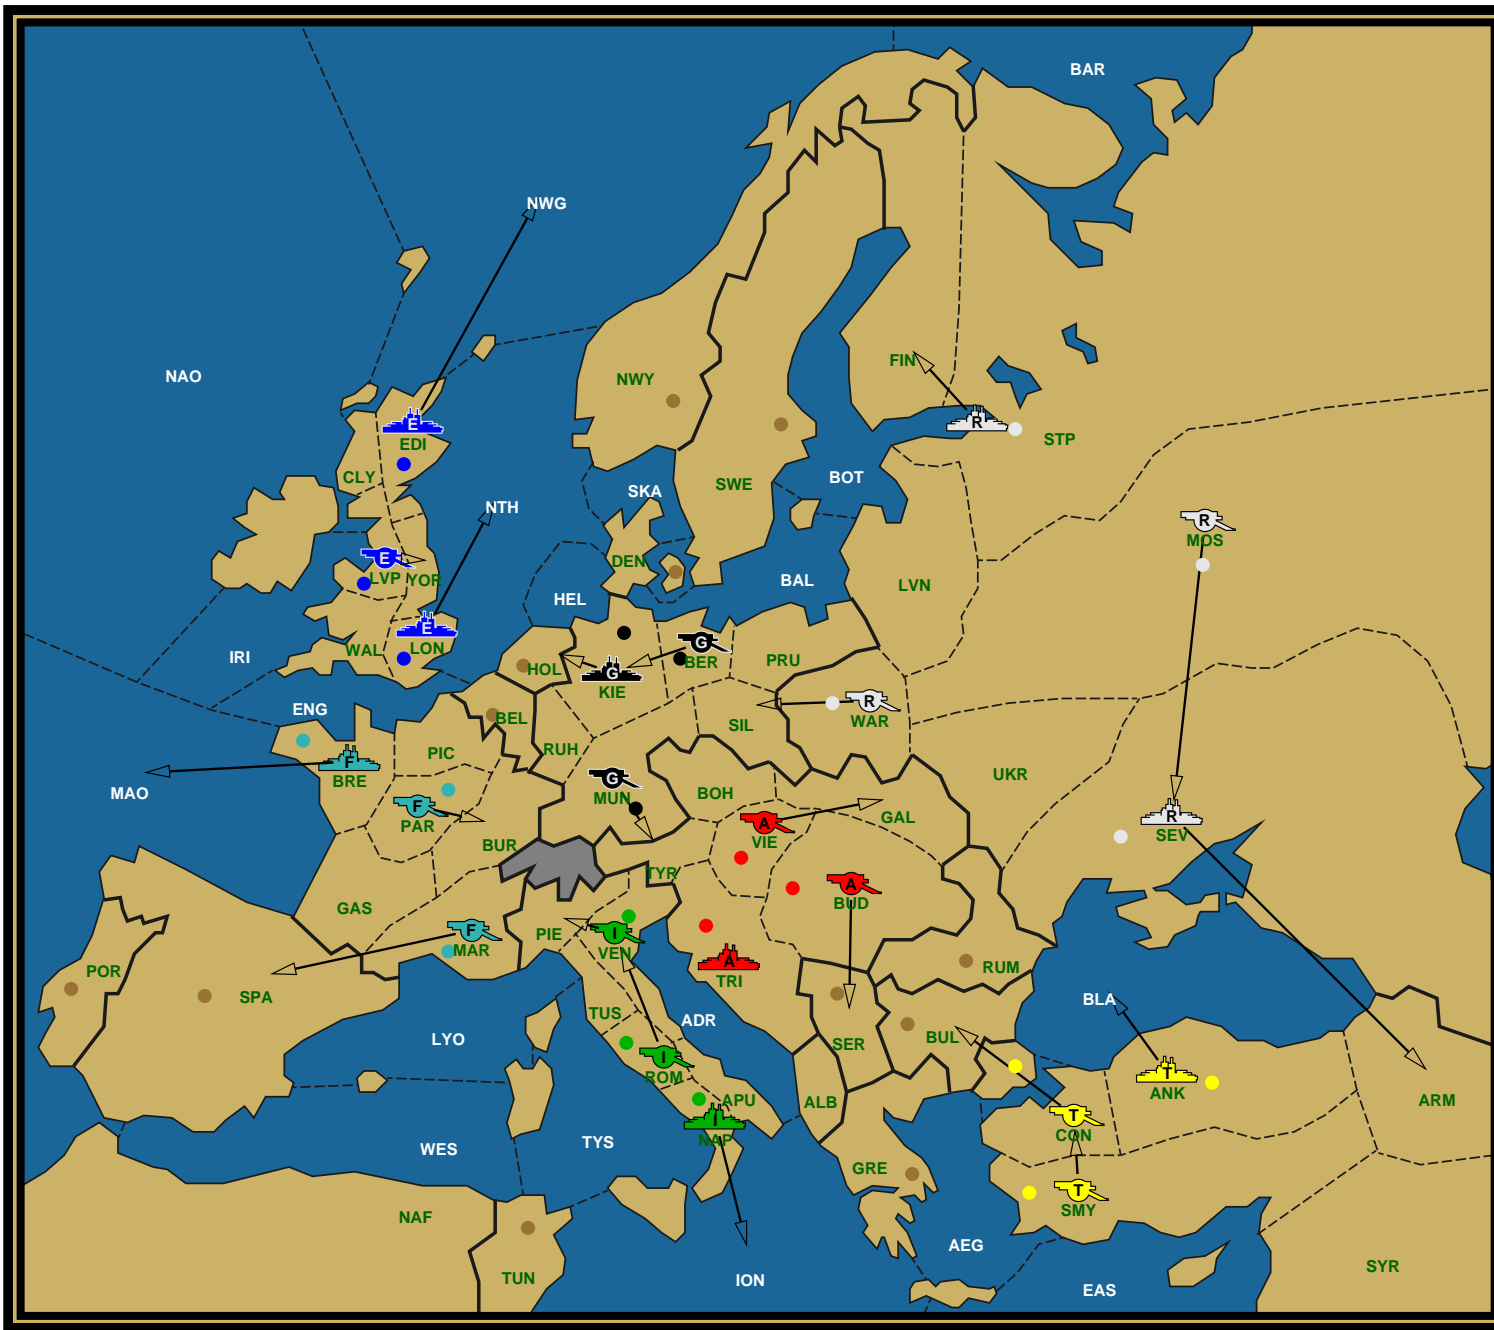 BAR
NWG
NAO
FIN
NWY
R
E
EDI
STP
CLY
SWE
BOT
SKA
NTH
R
MOS
E
LVP
YOR
DEN
BAL
LVN
HEL
E
LON
WAL
IRI
G
BER
PRU
HOL
G
KIE
R
WAR
ENG
BEL
SIL
PIC
RUH
F
BRE
G
MUN
BOH
UKR
MAO
F
PAR
A
VIE
GAL
R
SEV
BUR
TYR
A
BUD
GAS
F
MAR
PIE
I
VEN
A
TRI
RUM
POR
SPA
TUS
ADR
BLA
LYO
SER
BUL
I
ROM
T
ANK
APU
ALB
ARM
I
NAP
T
CON
WES
TYS
GRE
T
SMY
NAF
AEG
TUN
ION
EAS
SYR